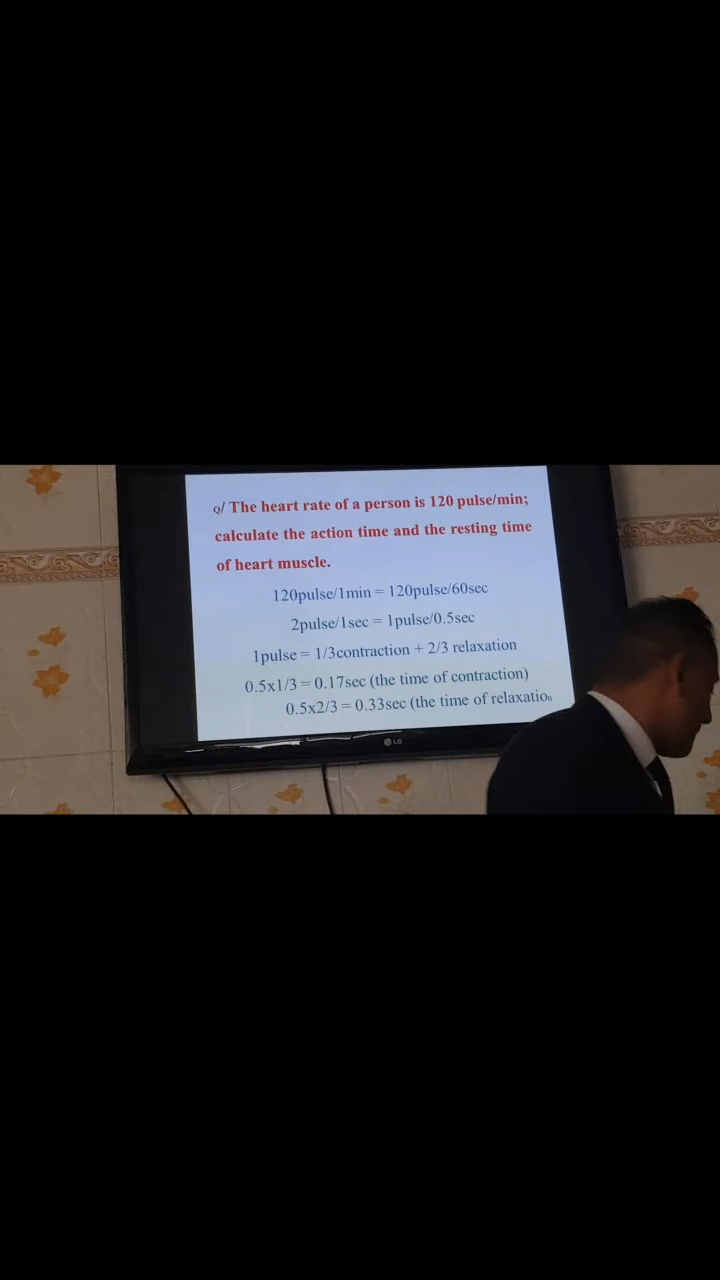 Q/ The heart rate of a person is 120 pulse/min;
calculate the action time and the resting time
of heart muscle.
120pulse/1min = 120pulse/60sec
2pulse/1sec = 1pulse/0.5sec
1pulse = 1/3contraction + 2/3 relaxation
0.5x1/3 = 0.17sec (the time of contraction)
0.5x2/3 = 0.33sec (the time of relaxation
LG